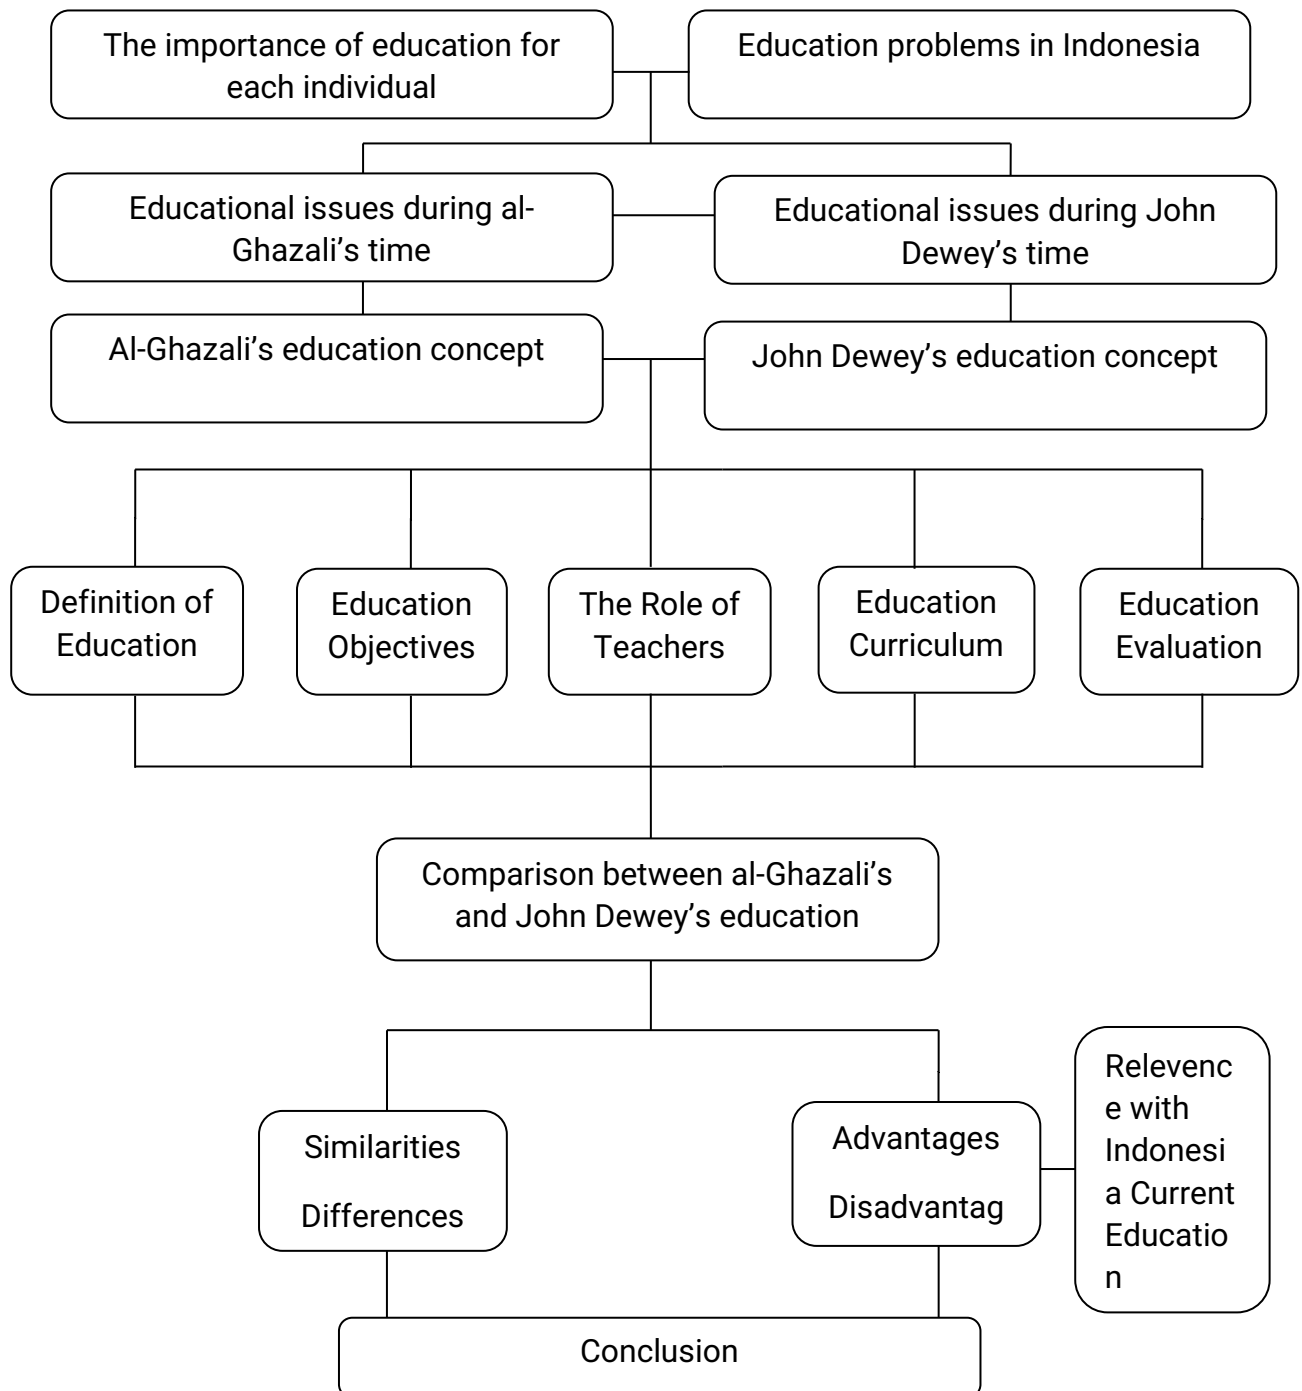 The importance of education for
each individual
Education problems in Indonesia
Educational issues during al-
Ghazali’s time
Educational issues during John
Dewey’s time
Al-Ghazali’s education concept
John Dewey’s education concept
Definition of
Education
Education
Objectives
The Role of
Teachers
Education
Curriculum
Education
Evaluation
Comparison between al-Ghazali’s
and John Dewey’s education
Similarities
Differences
Advantages
Disadvantag
Relevenc
e with
Indonesi
a Current
Educatio
n
Conclusion